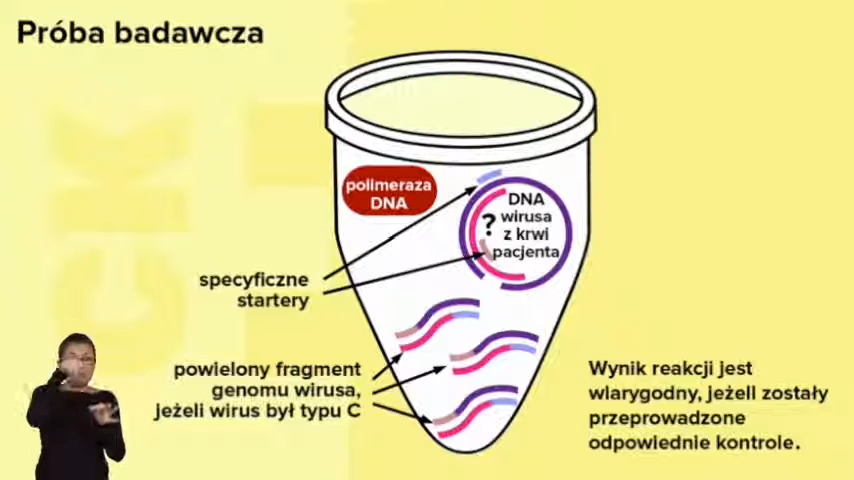 Próba badawcza
polimeraza
DNA
DNA
wirusa
? z krwi
pacjenta
specyficzne
startery
powielony fragment
genomu wirusa,
jeżeli wirus był typu C
Wynik reakcji jest
wiarygodny, jeżeli zostały
przeprowadzone
odpowiednie kontrole.